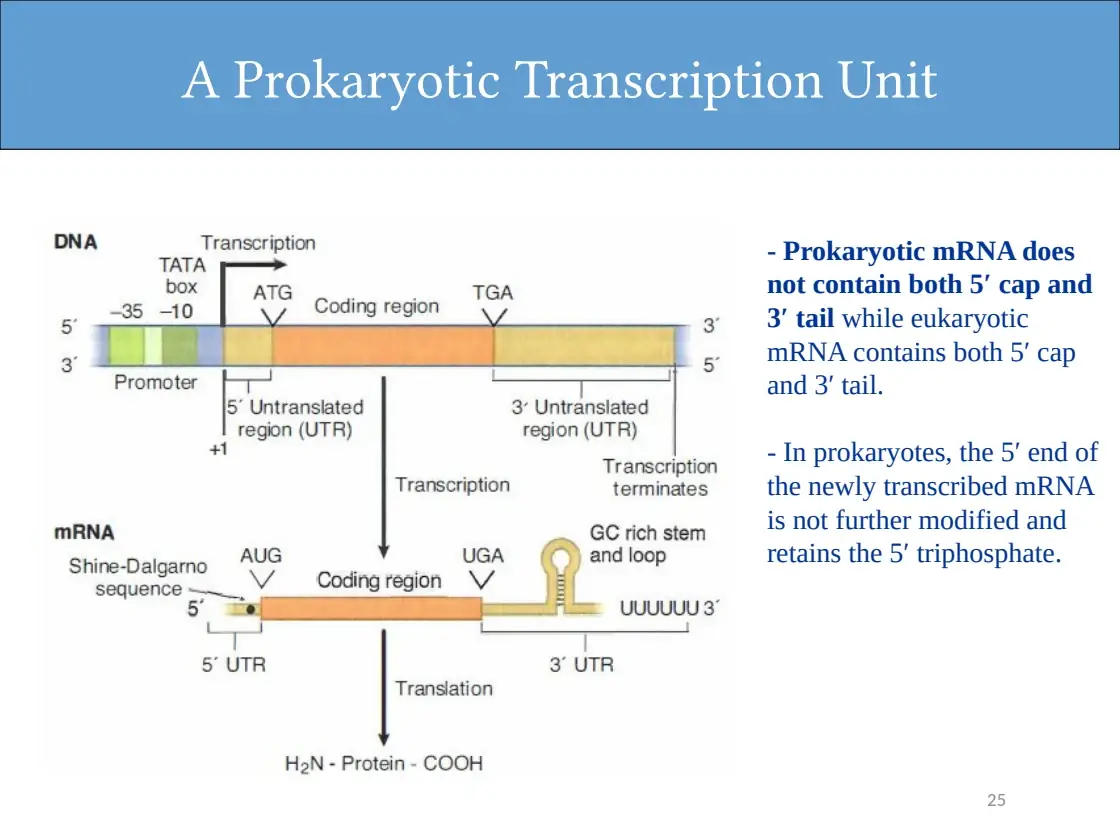 A Prokaryotic Transcription Unit
DNA
Transcription
TATA
box
–35
–10
ATG
Coding region
TGA
5´
3´
3´
5´
Promoter
5´ Untranslated
region (UTR)
3´ Untranslated
region (UTR)
+1
Transcription
terminates
Transcription
mRNA
GC rich stem
and loop
Shine-Dalgarno
sequence
AUG
Coding region
UGA
5´
UUUUUU 3´
5´ UTR
3´ UTR
Translation
H₂N - Protein - COOH
- Prokaryotic mRNA does
not contain both 5′ cap and
3′ tail while eukaryotic
mRNA contains both 5′ cap
and 3′ tail.
- In prokaryotes, the 5′ end of
the newly transcribed mRNA
is not further modified and
retains the 5′ triphosphate.
25